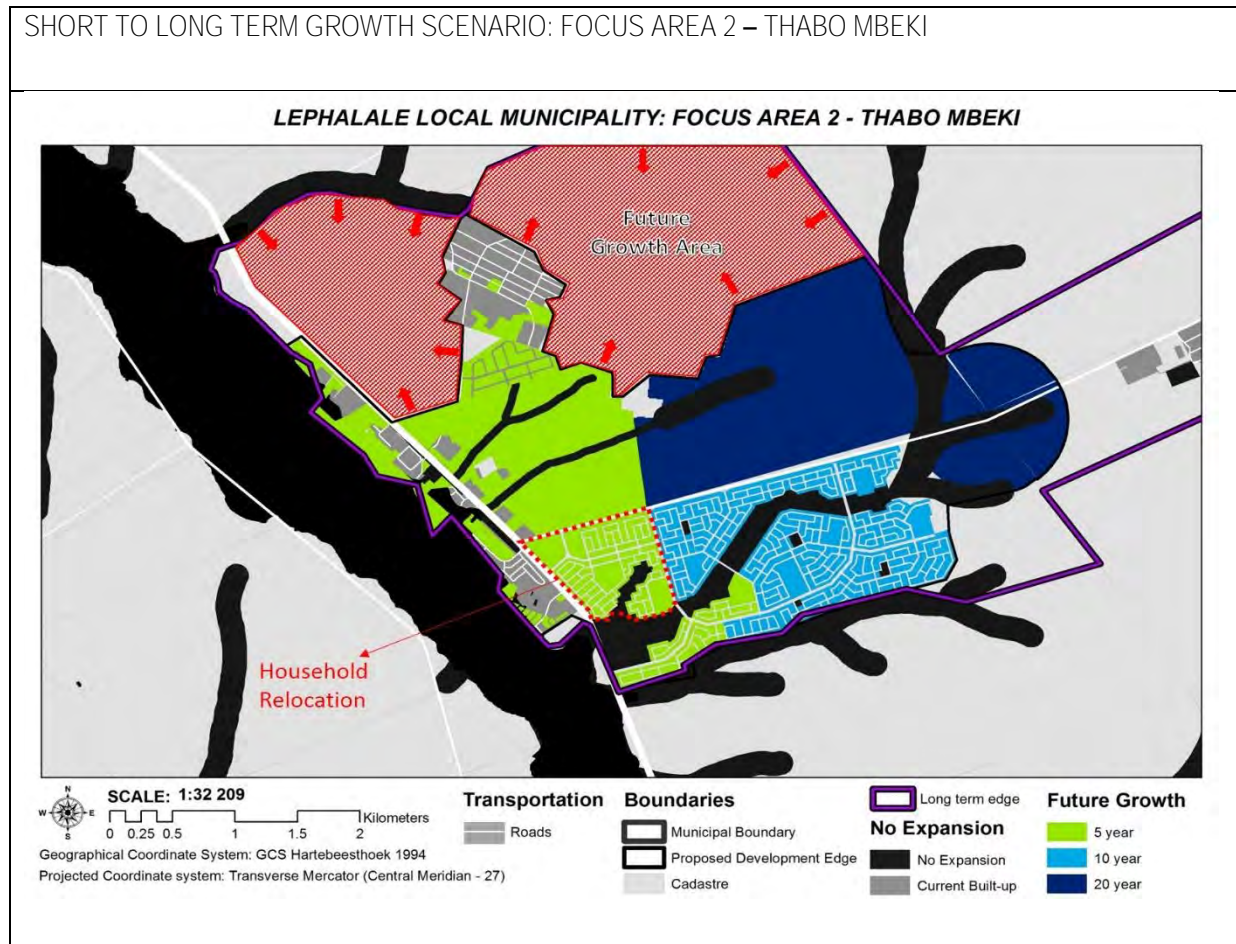 SHORT TO LONG TERM GROWTH SCENARIO: FOCUS AREA 2 – THABO MBEKI
LEPHALALE LOCAL MUNICIPALITY: FOCUS AREA 2 - THABO MBEKI
Future
Growth Area
Household
Relocation
N
W E
S
SCALE: 1:32 209
Kilometers
0 0.25 0.5 1 1.5 2
Geographical Coordinate System: GCS Hartebeesthoek 1994
Projected Coordinate system: Transverse Mercator (Central Meridian - 27)
Transportation
Roads
Boundaries
Municipal Boundary
Proposed Development Edge
Cadastre
Long term edge
No Expansion
No Expansion
Current Built-up
Future Growth
5 year
10 year
20 year